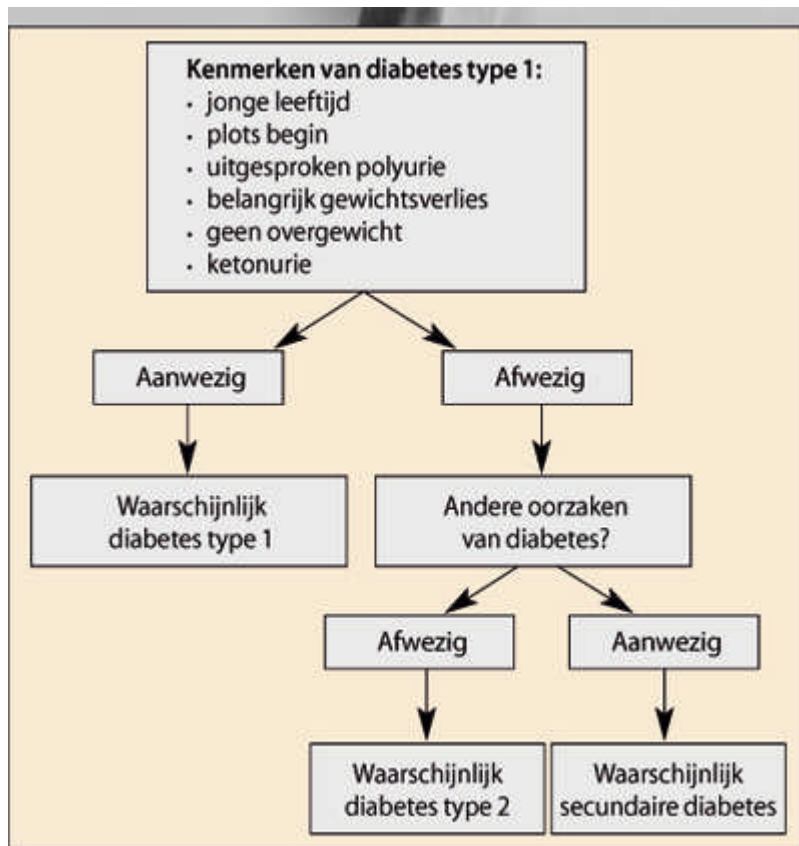 Kenmerken van diabetes type 1:
• jonge leeftijd
• plots begin
• uitgesproken polyurie
• belangrijk gewichtsverlies
• geen overgewicht
• ketonurie
Aanwezig
Afwezig
Waarschijnlijk
diabetes type 1
Andere oorzaken
van diabetes?
Afwezig
Aanwezig
Waarschijnlijk
diabetes type 2
Waarschijnlijk
secundaire diabetes